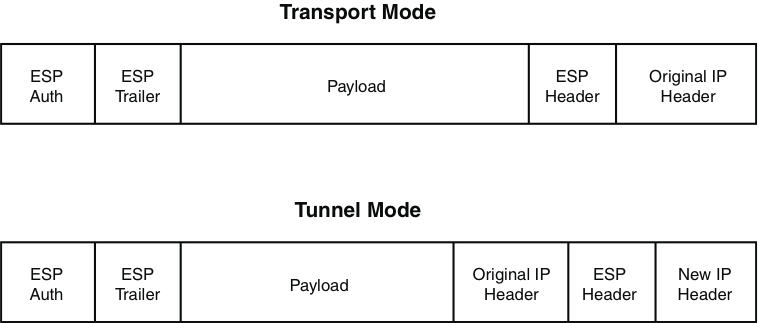 Transport Mode
ESP
Auth
ESP
Trailer
Payload
ESP
Header
Original IP
Header
Tunnel Mode
ESP
Auth
ESP
Trailer
Payload
Original IP
Header
ESP
Header
New IP
Header